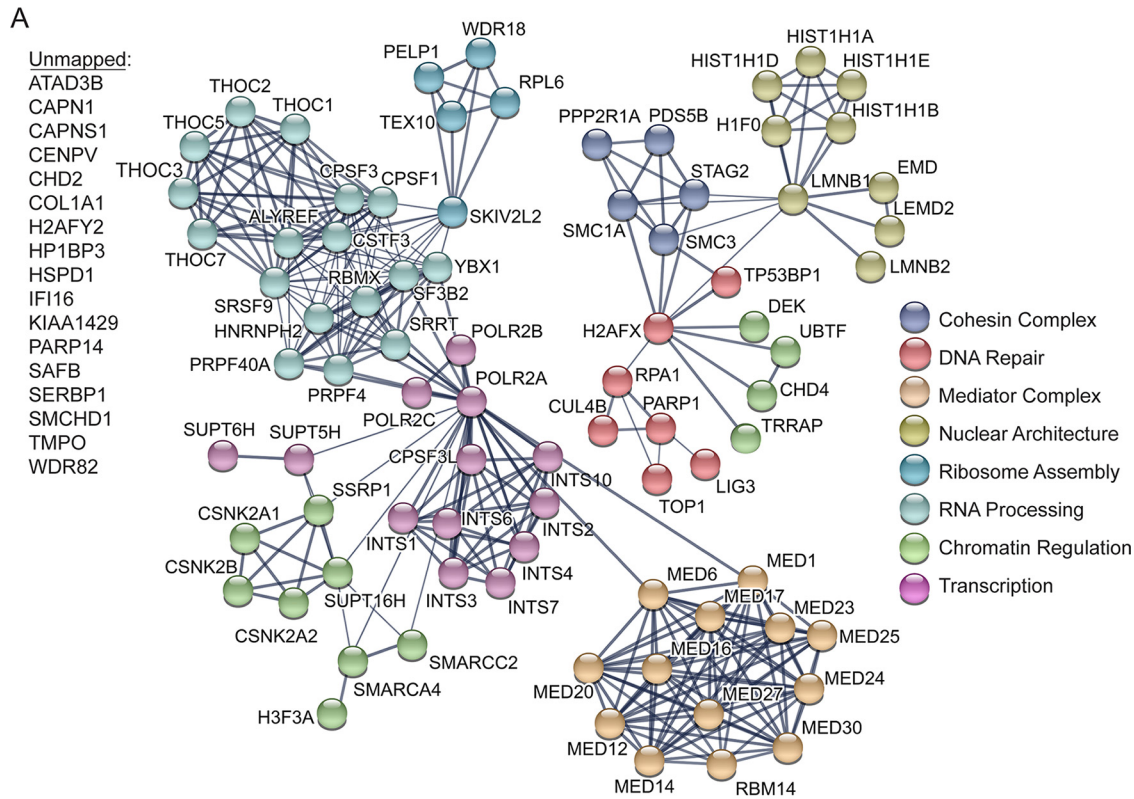 A
Unmapped:
ATAD3B
CAPN1
CAPNS1
CENPV
CHD2
COL1A1
H2AFY2
HP1BP3
HSPD1
IFI16
KIAA1429
PARP14
SAFB
SERBP1
SMCHD1
TMPO
WDR82
WDR18
PELP1
RPL6
TEX10
SKIV2L2
THOC2
THOC1
THOC5
THOC3
THOC7
CPSF3
CPSF1
ALYREF
CSTF3
RBMX
YBX1
SF3B2
SRSF9
HNRNPH2
SRRT
PRPF40A
PRPF4
POLR2B
POLR2A
POLR2C
SUPT6H
SUPT5H
CPSF3L
INTS10
SSRP1
CSNK2A1
INTS6
INTS2
INTS1
CSNK2B
INTS4
SUPT16H
INTS3
INTS7
CSNK2A2
SMARCC2
SMARCA4
H3F3A
HIST1H1A
HIST1H1D
HIST1H1E
HIST1H1B
H1F0
PPP2R1A
PDS5B
STAG2
LMNB1
EMD
LEMD2
SMC1A
SMC3
LMNB2
TP53BP1
DEK
H2AFX
UBTF
RPA1
CHD4
CUL4B
PARP1
TRRAP
LIG3
TOP1
MED1
MED6
MED17
MED23
MED25
MED16
MED20
MED24
MED27
MED12
MED30
MED14
RBM14
Cohesin Complex
DNA Repair
Mediator Complex
Nuclear Architecture
Ribosome Assembly
RNA Processing
Chromatin Regulation
Transcription